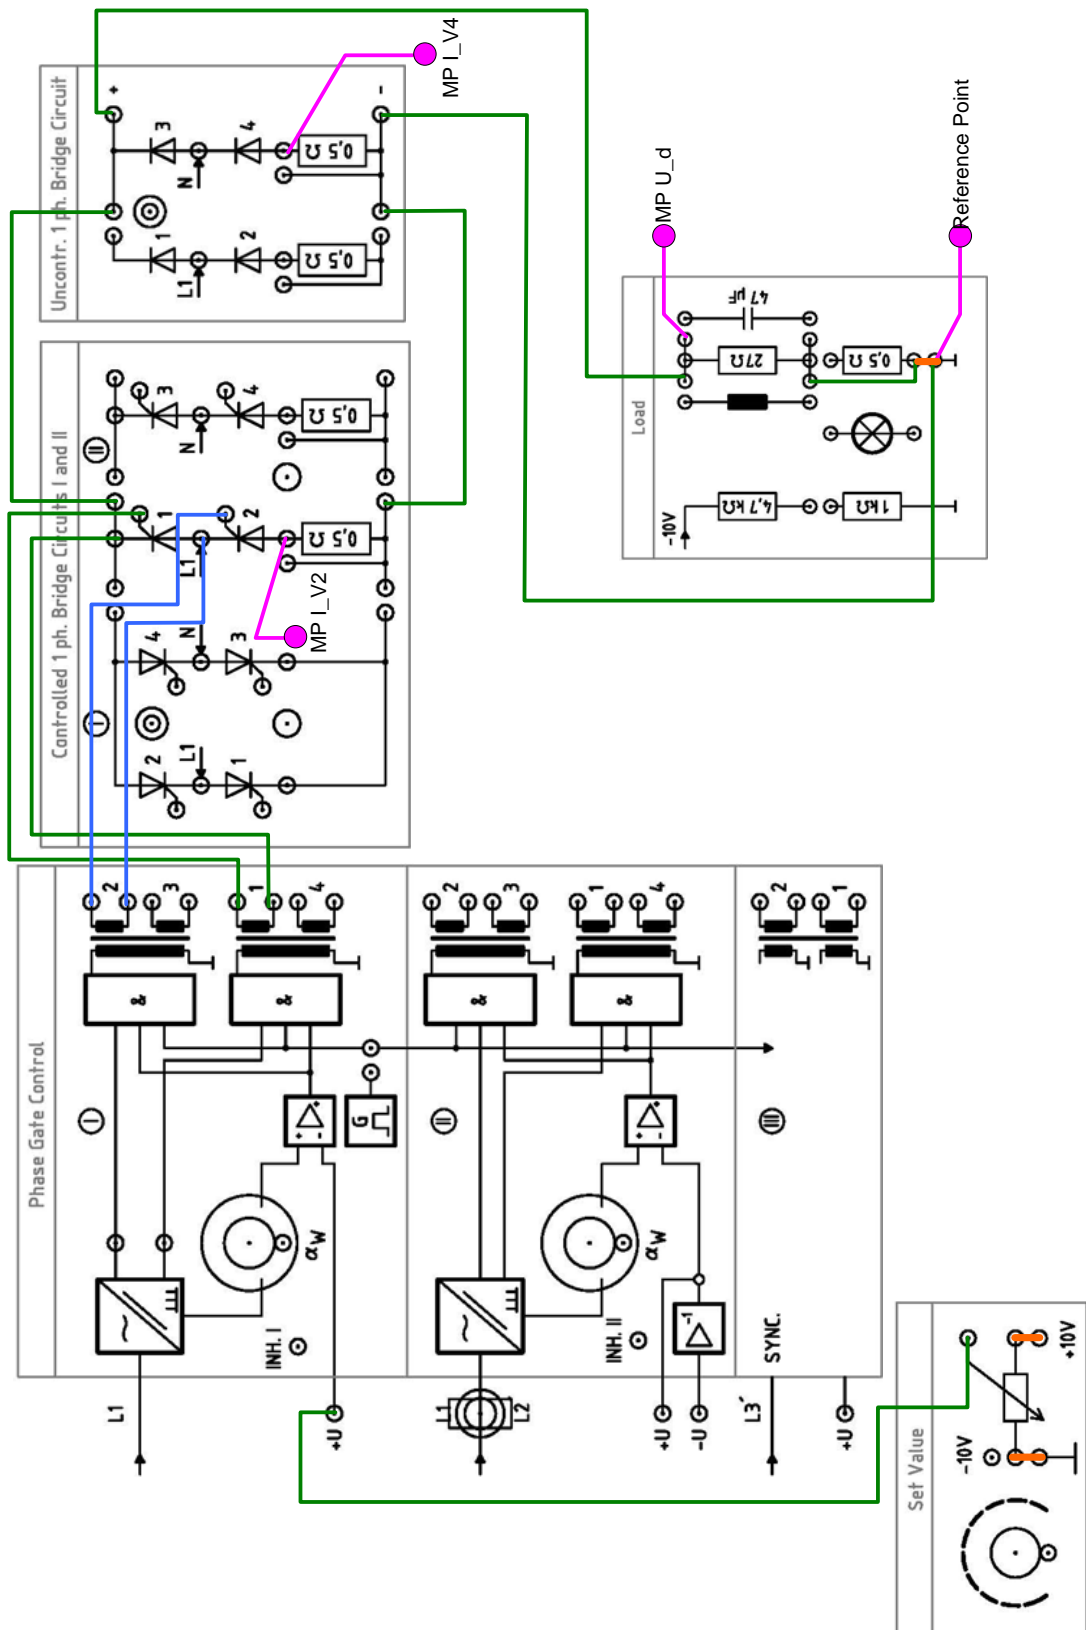 MP I_V4
Uncontr. 1 ph. Bridge Circuit
+
-
3
4
N
0,5 Ω
1
2
L1
0,5 Ω
MP U_d
Reference Point
Load
47 µF
27Ω
0,5 Ω
-10V
4,7 kΩ
1kΩ
Controlled 1 ph. Bridge Circuits I and II
II
3
4
N
0,5 Ω
1
2
L1
0,5 Ω
MP I_V2
I
4
3
N
2
1
L1
Phase Gate Control
I
2
3
1
4
&
&
G
αW
INH. I
L1
+U
II
2
3
1
4
&
&
αW
INH. II
-1
L1
L2
+U
-U
III
2
1
SYNC.
L3´
+U
Set Value
-10V
+10V